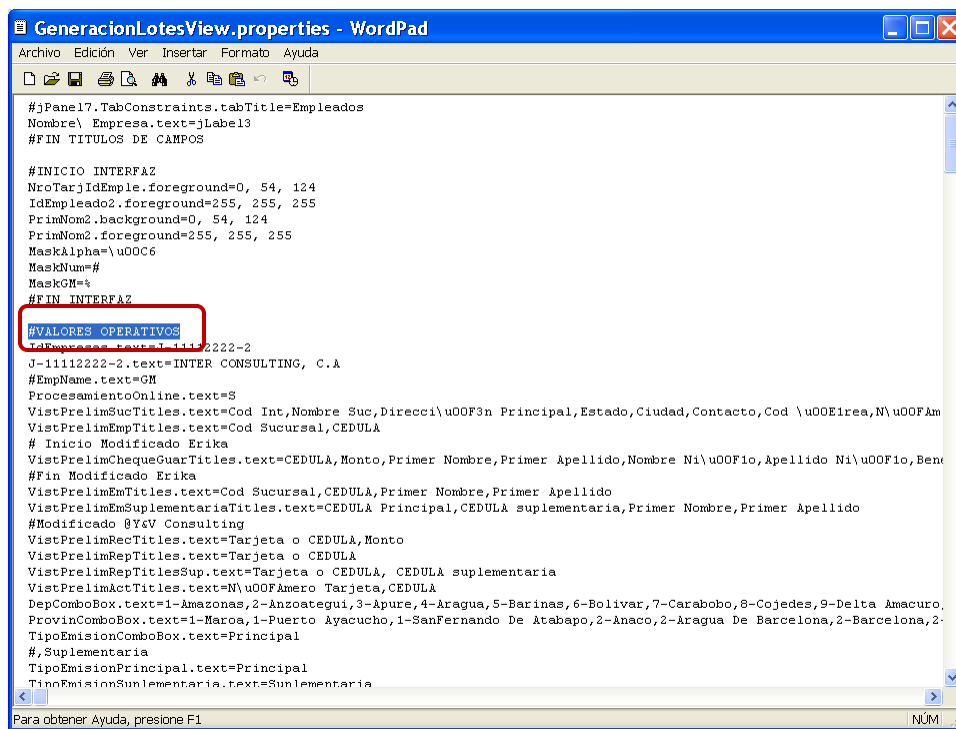 GeneracionLotesView.properties - WordPad
Archivo Edición Ver Insertar Formato Ayuda
#jPanel7.TabConstraints.tabTitle=Empleados
Nombre\ Empresa.text=jLabel3
#FIN TITULOS DE CAMPOS
#INICIO INTERFAZ
NroTarjIdEmple.foreground=0, 54, 124
IdEmpleado2.foreground=255, 255, 255
PrimNom2.background=0, 54, 124
PrimNom2.foreground=255, 255, 255
MaskAlpha=\u00C6
MaskNum=#
MaskGM=%
#FIN INTERFAZ
#VALORES OPERATIVOS
IdEmpresas.text=J-11112222-2
J-11112222-2.text=INTER CONSULTING, C.A
#EmpName.text=GM
ProcesamientoOnline.text=S
VistPrelimSucTitles.text=Cod Int,Nombre Suc,Direcci\u00F3n Principal,Estado,Ciudad,Contacto,Cod \u00E1rea,N\u00FAm
VistPrelimEmpTitles.text=Cod Sucursal,CEDULA
# Inicio Modificado Erika
VistPrelimChequeGuarTitles.text=CEDULA,Monto,Primer Nombre,Primer Apellido,Nombre Ni\u00F1o,Apellido Ni\u00F1o,Bene
#Fin Modificado Erika
VistPrelimEmTitles.text=Cod Sucursal,CEDULA,Primer Nombre,Primer Apellido
VistPrelimEmSuplementariaTitles.text=CEDULA Principal,CEDULA suplementaria,Primer Nombre,Primer Apellido
#Modificado @Y&V Consulting
VistPrelimRecTitles.text=Tarjeta o CEDULA,Monto
VistPrelimRepTitles.text=Tarjeta o CEDULA
VistPrelimRepTitlesSup.text=Tarjeta o CEDULA, CEDULA suplementaria
VistPrelimActTitles.text=N\u00FAmero Tarjeta,CEDULA
DepComboBox.text=1-Amazonas,2-Anzoategui,3-Apure,4-Aragua,5-Barinas,6-Bolivar,7-Carabobo,8-Cojedes,9-Delta Amacuro,
ProvinComboBox.text=1-Maroa,1-Puerto Ayacucho,1-SanFernando De Atabapo,2-Anaco,2-Aragua De Barcelona,2-Barcelona,2-
TipoEmisionComboBox.text=Principal
#,Suplementaria
TipoEmisionPrincipal.text=Principal
TipoEmisionSuplementaria.text=Suplementaria
Para obtener Ayuda, presione F1 NÚM